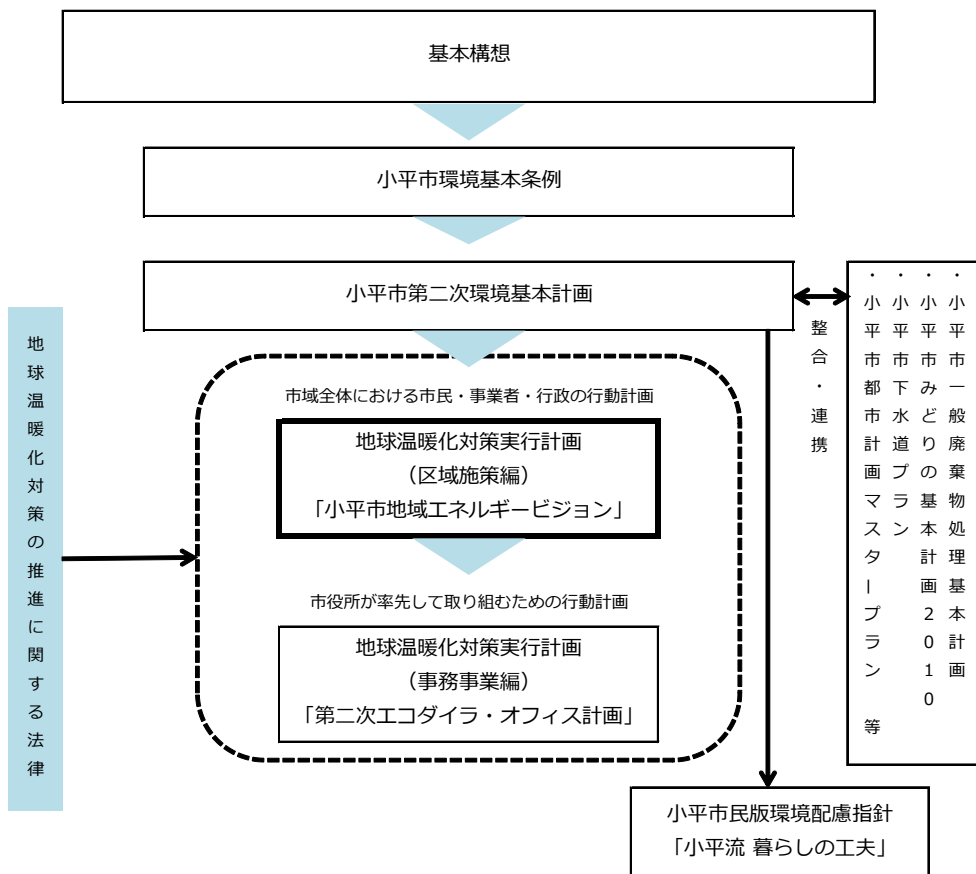 基本構想
小平市環境基本条例
小平市第二次環境基本計画
整合・連携
・小平市一般廃棄物処理基本計画
・小平市みどりの基本計画2010
・小平市下水道プラン
・小平市都市計画マスタープラン 等
地球温暖化対策の推進に関する法律
市域全体における市民・事業者・行政の行動計画
地球温暖化対策実行計画
（区域施策編）
「小平市地域エネルギービジョン」
市役所が率先して取り組むための行動計画
地球温暖化対策実行計画
（事務事業編）
「第二次エコダイラ・オフィス計画」
小平市民版環境配慮指針
「小平流 暮らしの工夫」